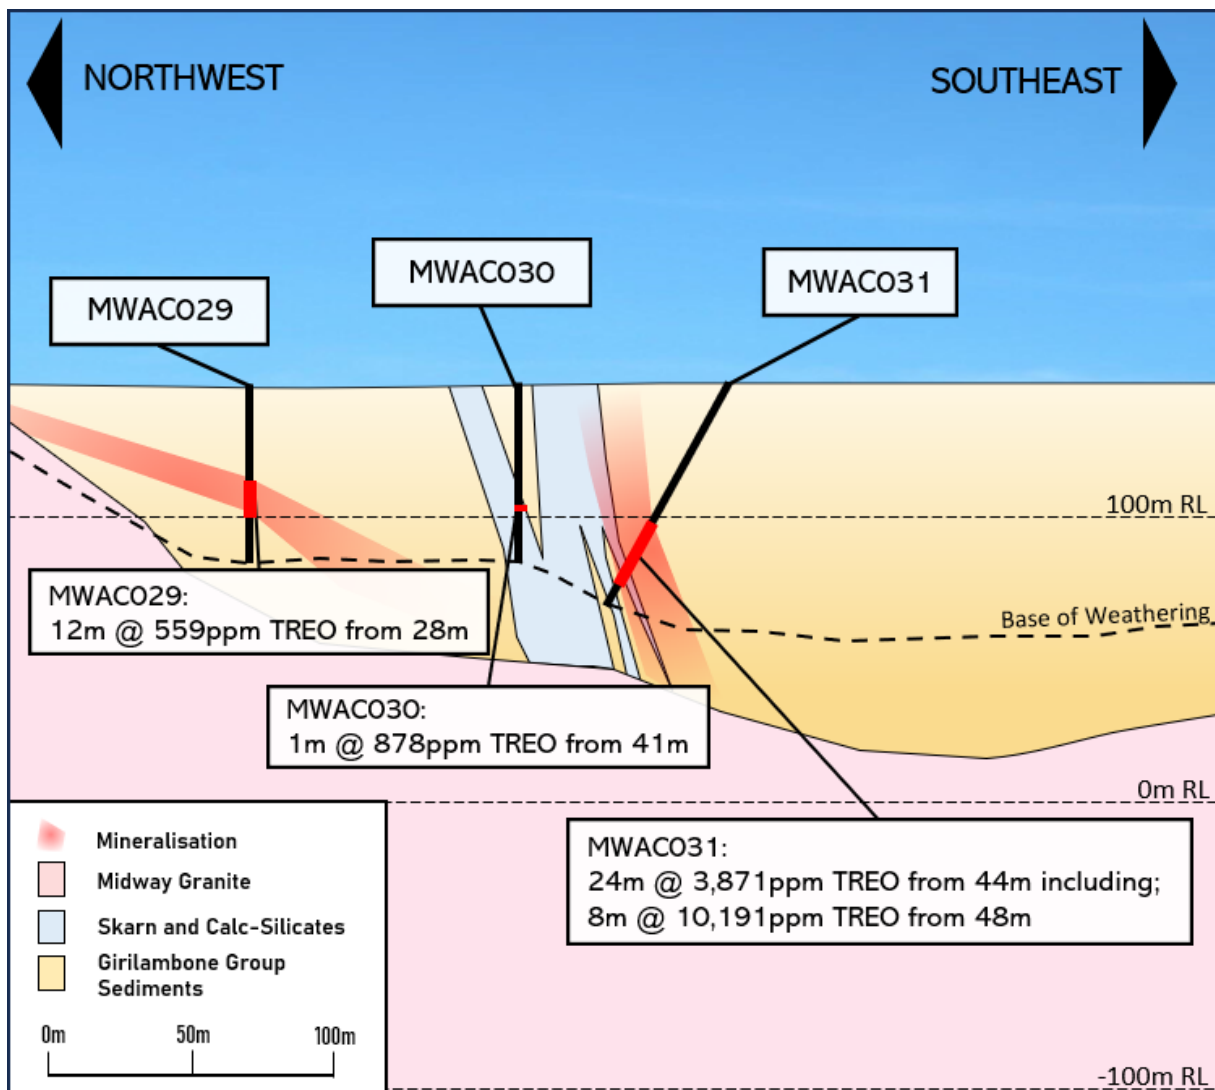 NORTHWEST
SOUTHEAST
MWAC029
MWAC030
MWAC031
100m RL
MWAC029:
12m @ 559ppm TREO from 28m
Base of Weathering
MWAC030:
1m @ 878ppm TREO from 41m
0m RL
MWAC031:
24m @ 3,871ppm TREO from 44m including;
8m @ 10,191ppm TREO from 48m
Mineralisation
Midway Granite
Skarn and Calc-Silicates
Girilambone Group
Sediments
0m 50m 100m
-100m RL